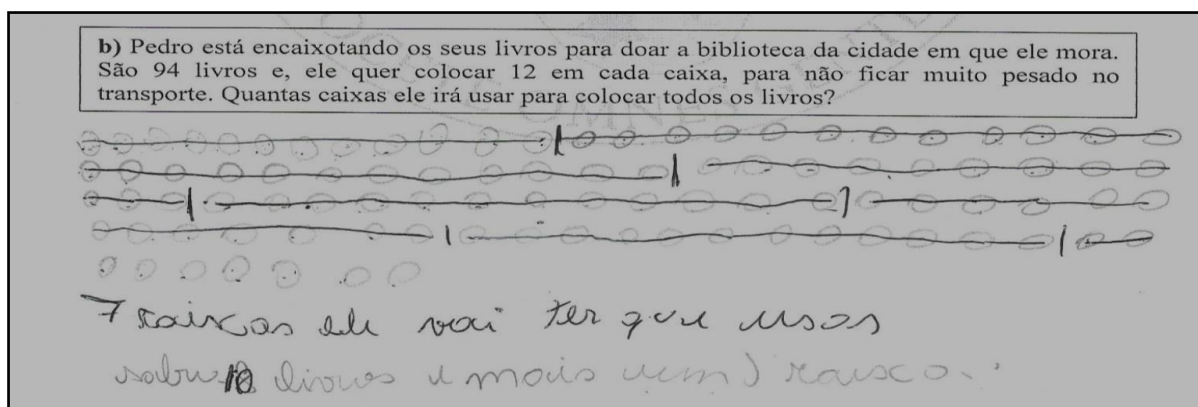 b) Pedro está encaixotando os seus livros para doar a biblioteca da cidade em que ele mora.
São 94 livros e, ele quer colocar 12 em cada caixa, para não ficar muito pesado no
transporte. Quantas caixas ele irá usar para colocar todos os livros?
7 caixas ele vai ter que usos
10 livros e mais um